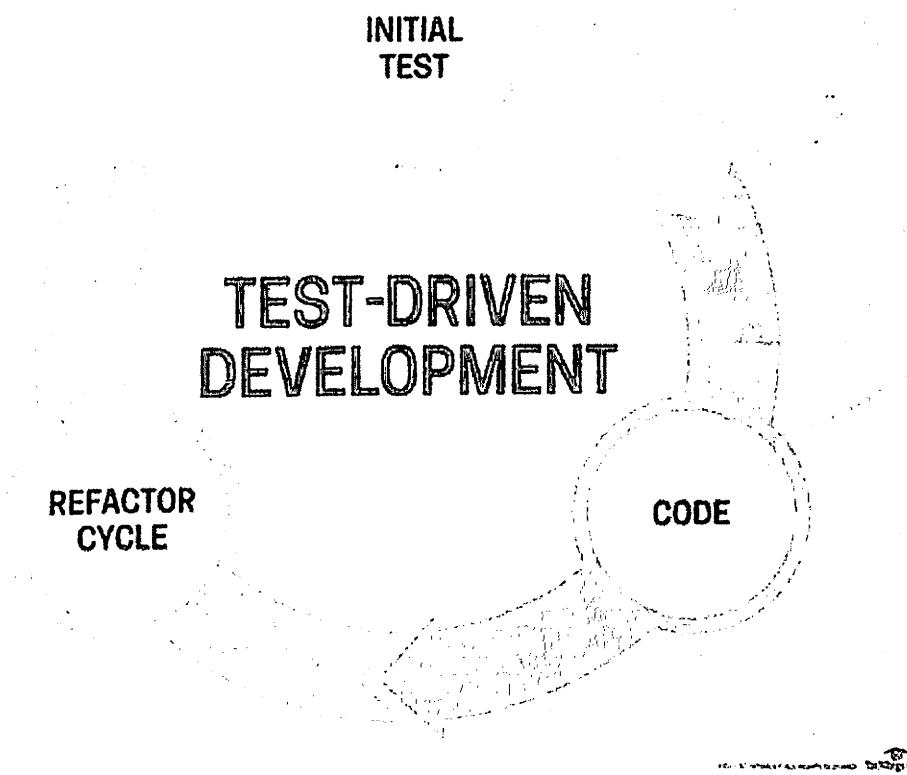 INITIAL
TEST
TEST-DRIVEN
DEVELOPMENT
REFACTOR
CYCLE
CODE